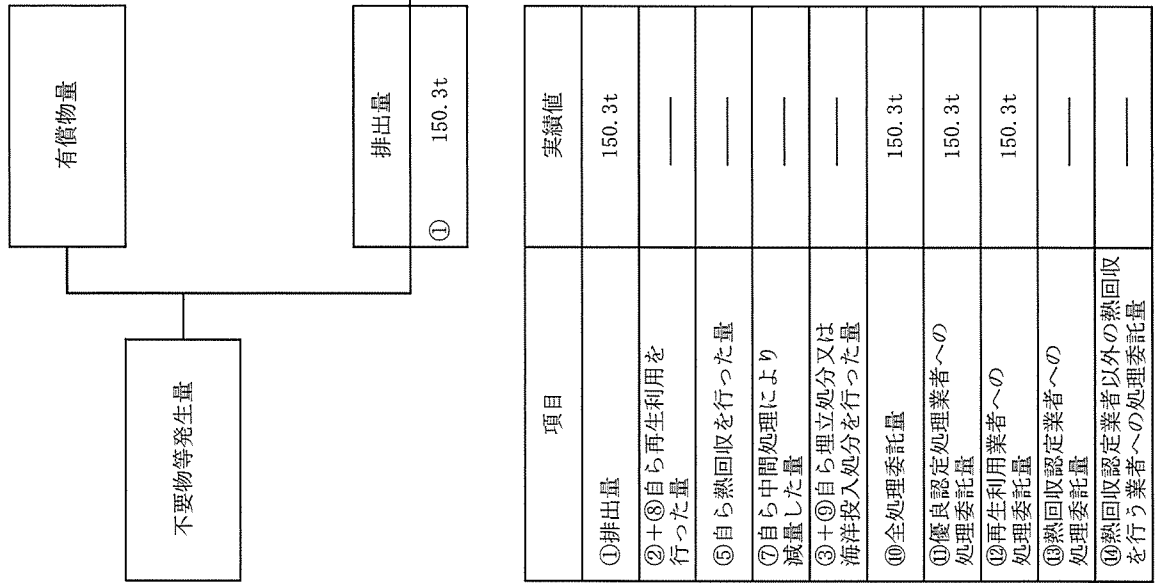 不要物等発生量
有償物量
排出量
① 150.3t
項目 実績値
①排出量 150.3t
②+⑧自ら再生利用を
行った量 ―
⑤自ら熱回収を行った量 ―
⑦自ら中間処理により
減量した量 ―
③+⑨自ら埋立処分又は
海洋投入処分を行った量 ―
⑩全処理委託量 150.3t
⑪優良認定処理業者への
処理委託量 150.3t
⑫再生利用業者への
処理委託量 150.3t
⑬熱回収認定業者への
処理委託量 ―
⑭熱回収認定業者以外の熱回収
を行う業者への処理委託量 ―